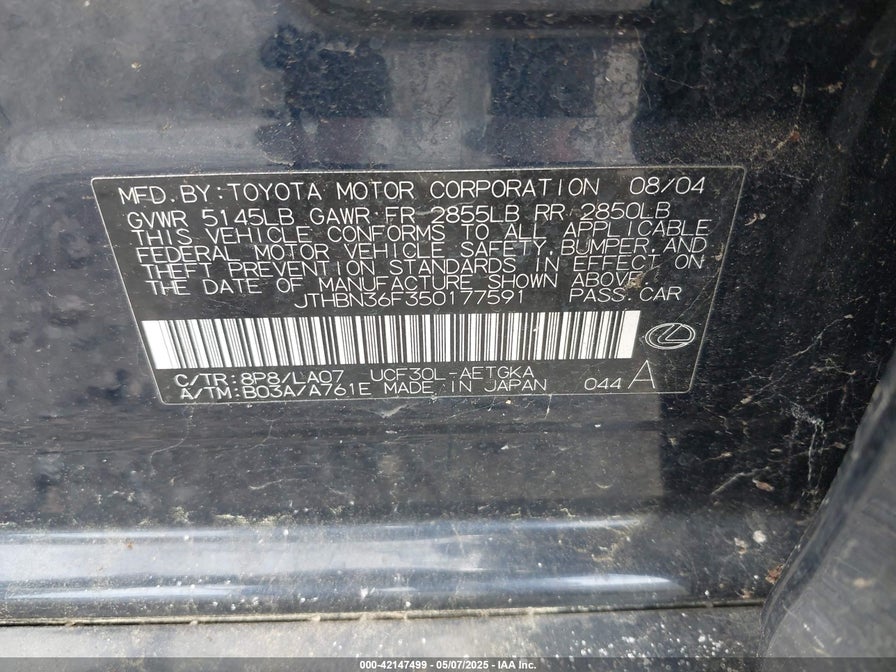 MFD.BY:TOYOTA MOTOR CORPORATION 08/04
GVWR 5145LB GAWR FR 2855LB RR 2850LB
THIS VEHICLE CONFORMS TO ALL APPLICABLE
FEDERAL MOTOR VEHICLE SAFETY, BUMPER, AND
THEFT PREVENTION STANDARDS IN EFFECT ON
THE DATE OF MANUFACTURE SHOWN ABOVE.
JTHBN36F350177591 PASS.CAR
C/TR:8P8/LA07 UCF30L-AETGKA
A/TM:B03A/A761E MADE IN JAPAN 044 A
000-42147499 - 05/07/2025 - IAA Inc.